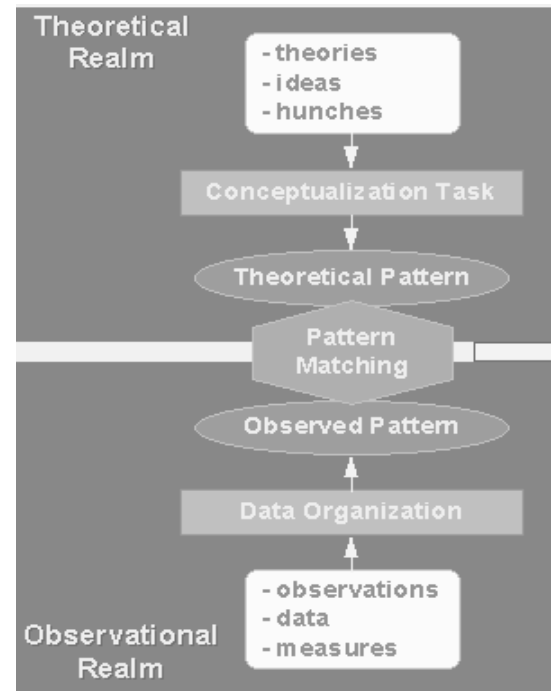 Theoretical
Realm
- theories
- ideas
- hunches
Conceptualization Task
Theoretical Pattern
Pattern
Matching
Observed Pattern
Data Organization
- observations
- data
- measures
Observational
Realm